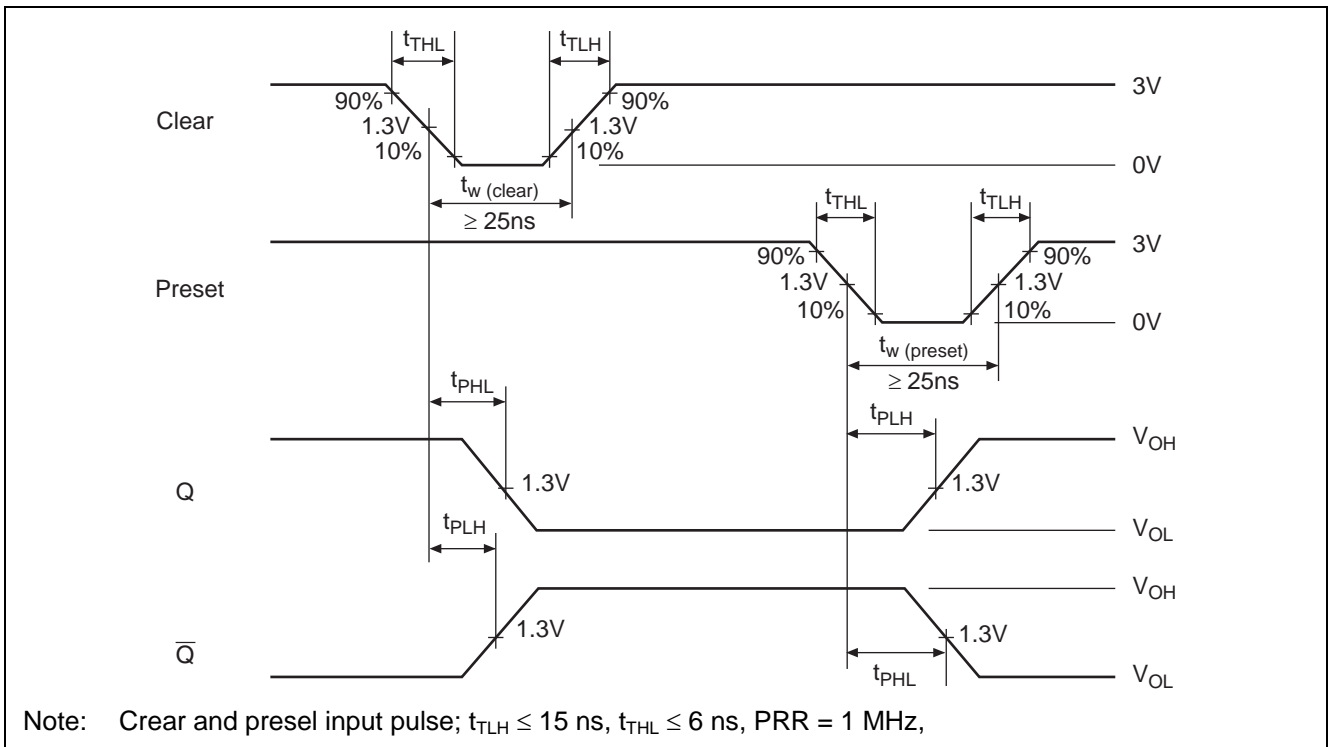 tTHL tTLH
Clear
90% 90% 3V
1.3V 1.3V
10% 10% 0V
tw (clear)
≥ 25ns
tTHL tTLH
Preset
90% 90% 3V
1.3V 1.3V
10% 10% 0V
tw (preset)
≥ 25ns
tPHL tPLH
Q
1.3V 1.3V
VOH
VOL
tPLH
Q̅
1.3V 1.3V
VOH
VOL
tPHL
Note: Crear and presel input pulse; tTLH ≤ 15 ns, tTHL ≤ 6 ns, PRR = 1 MHz,